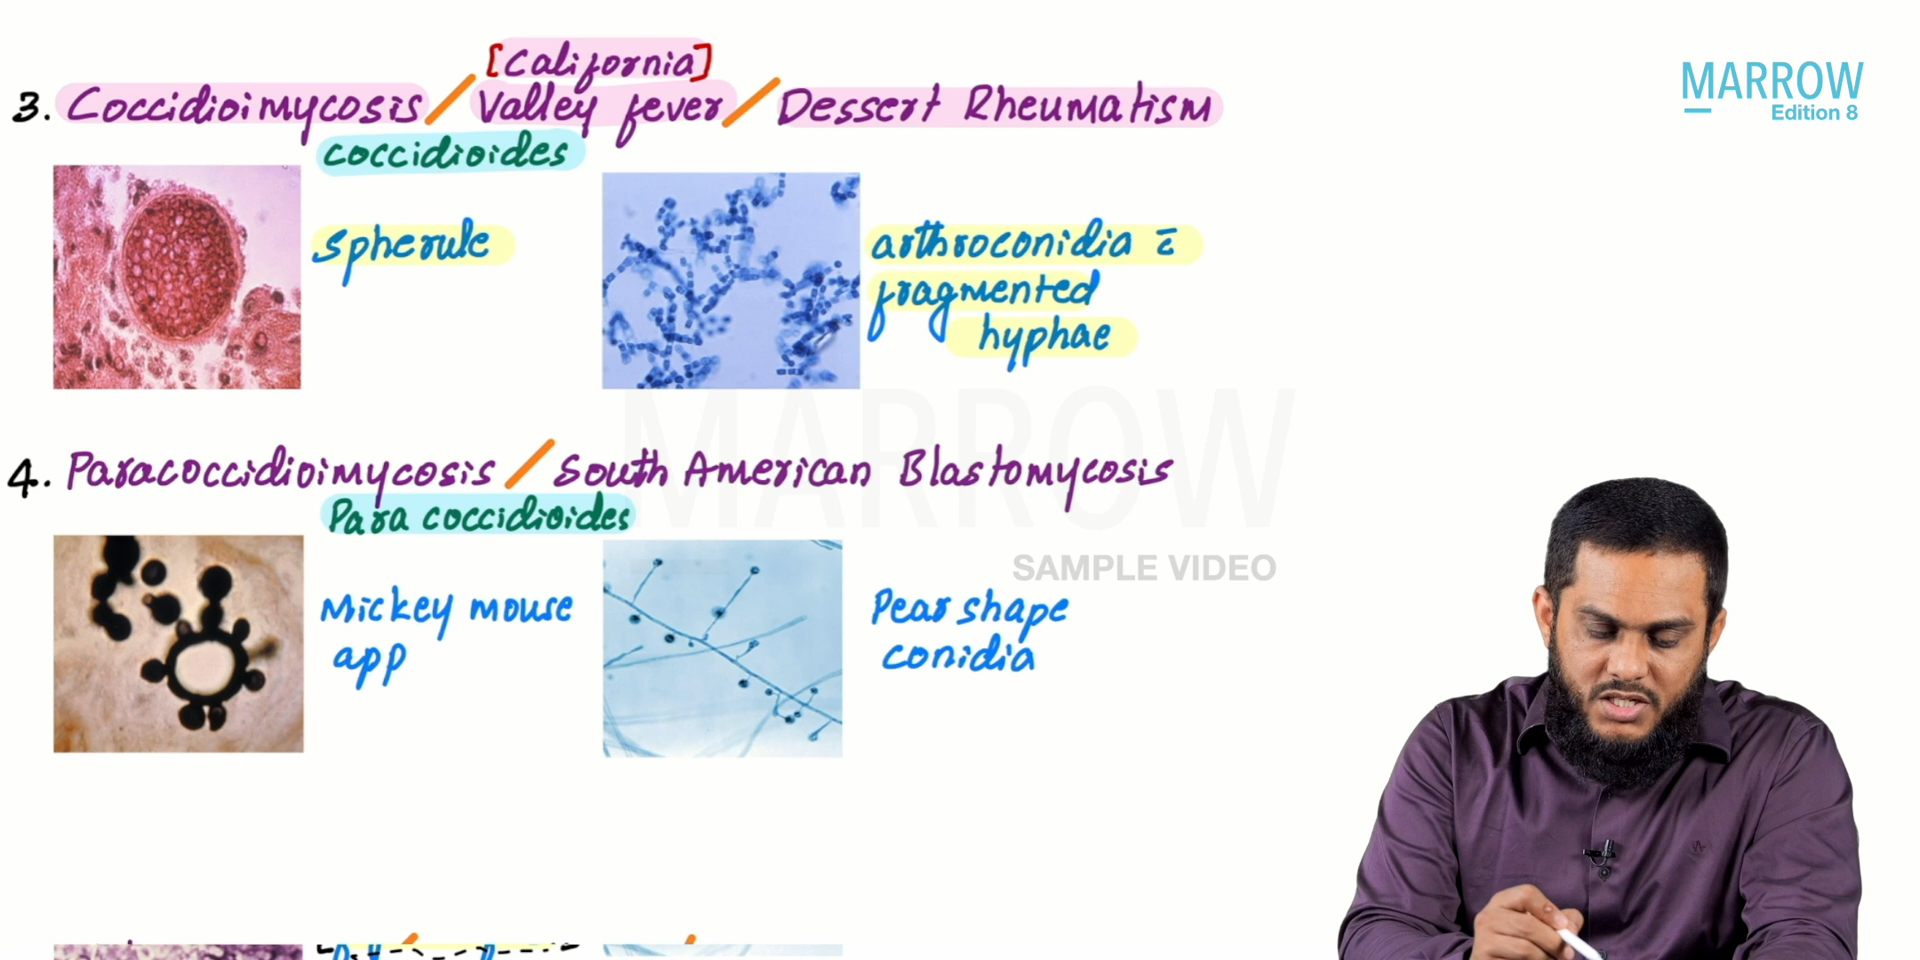 [California]
3. Coccidioimycosis / Valley fever / Dessert Rheumatism
coccidioides
spherule
arthroconidia c̄
fragmented
hyphae
4. Paracoccidioimycosis / South American Blastomycosis
Para coccidioides
Mickey mouse
app
Pear shape
conidia
MARROW
Edition 8
MARROW
SAMPLE VIDEO